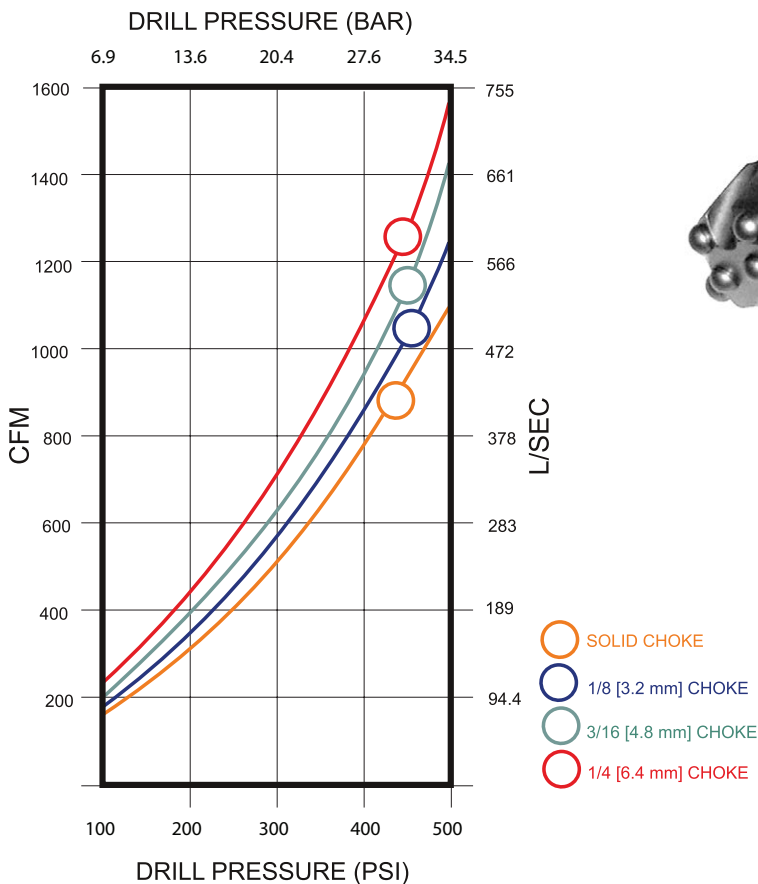 DRILL PRESSURE (BAR)
6.9 13.6 20.4 27.6 34.5
1600 755
1400 661
1200 566
1000 472
CFM
L/SEC
800 378
600 283
400 189
200 94.4
SOLID CHOKE
1/8 [3.2 mm] CHOKE
3/16 [4.8 mm] CHOKE
1/4 [6.4 mm] CHOKE
100 200 300 400 500
DRILL PRESSURE (PSI)